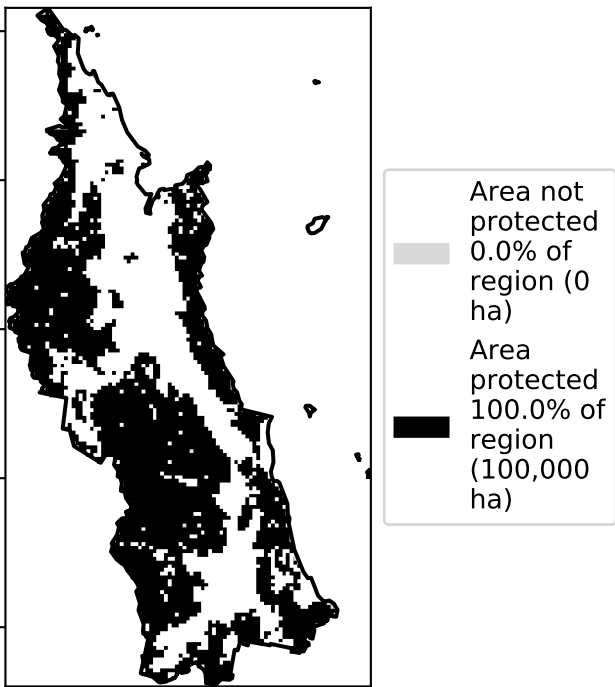 Area not
protected
0.0% of
region (0
ha)
Area
protected
100.0% of
region
(100,000
ha)